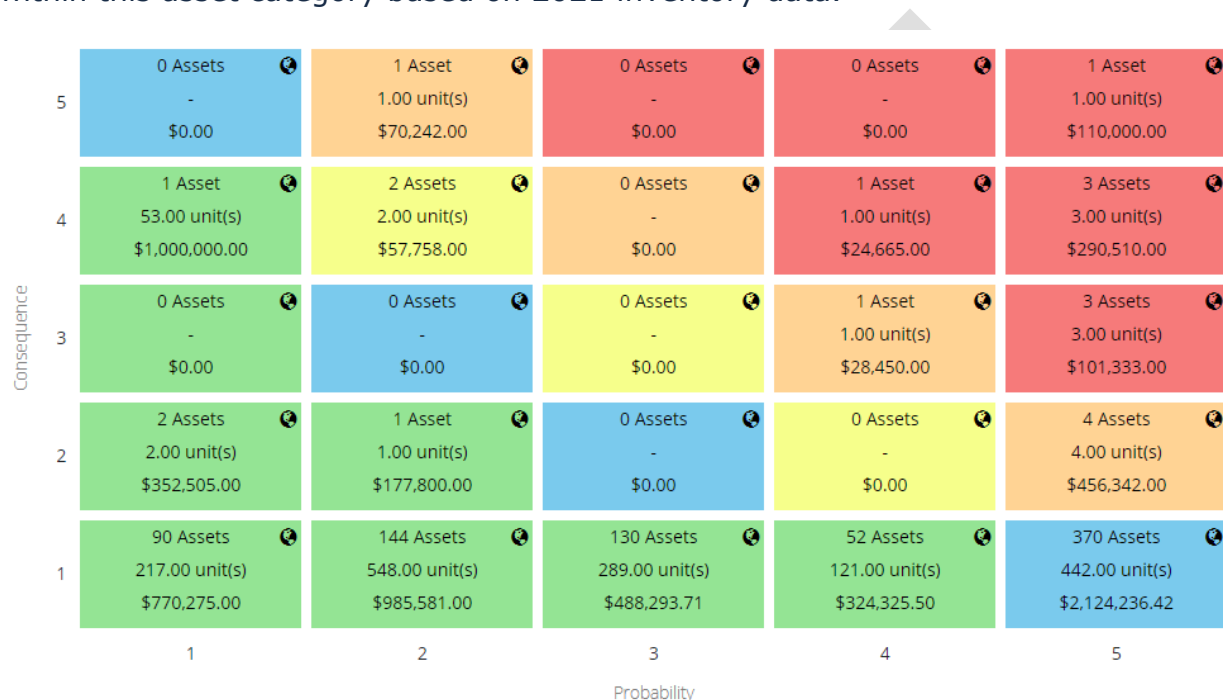 within this asset category based on 2021 inventory data.
0 Assets 1 Asset 0 Assets 0 Assets 1 Asset
5 - 1.00 unit(s) - - 1.00 unit(s)
$0.00 $70,242.00 $0.00 $0.00 $110,000.00
1 Asset 2 Assets 0 Assets 1 Asset 3 Assets
4 53.00 unit(s) 2.00 unit(s) - 1.00 unit(s) 3.00 unit(s)
$1,000,000.00 $57,758.00 $0.00 $24,665.00 $290,510.00
0 Assets 0 Assets 0 Assets 1 Asset 3 Assets
3 - - - 1.00 unit(s) 3.00 unit(s)
$0.00 $0.00 $0.00 $28,450.00 $101,333.00
2 Assets 1 Asset 0 Assets 0 Assets 4 Assets
2 2.00 unit(s) 1.00 unit(s) - - 4.00 unit(s)
$352,505.00 $177,800.00 $0.00 $0.00 $456,342.00
90 Assets 144 Assets 130 Assets 52 Assets 370 Assets
1 217.00 unit(s) 548.00 unit(s) 289.00 unit(s) 121.00 unit(s) 442.00 unit(s)
$770,275.00 $985,581.00 $488,293.71 $324,325.50 $2,124,236.42
1 2 3 4 5
Consequence
Probability